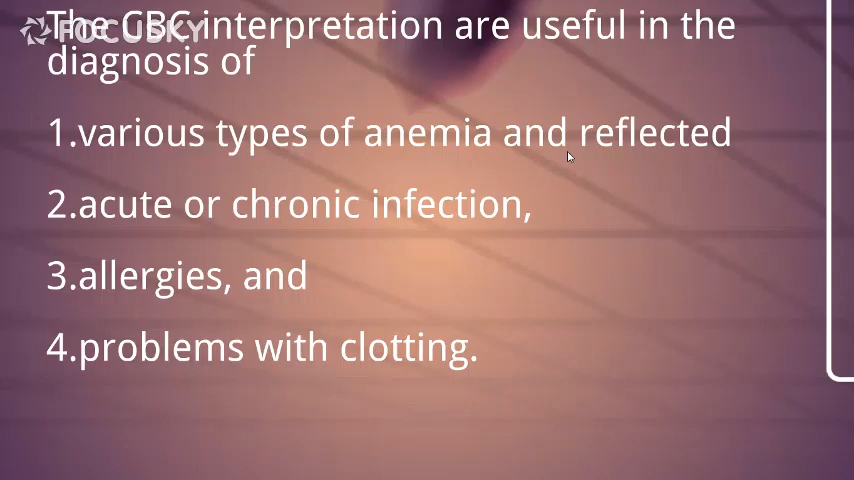 FOCUSKY
The CBC interpretation are useful in the
diagnosis of
1.various types of anemia and reflected
2.acute or chronic infection,
3.allergies, and
4.problems with clotting.